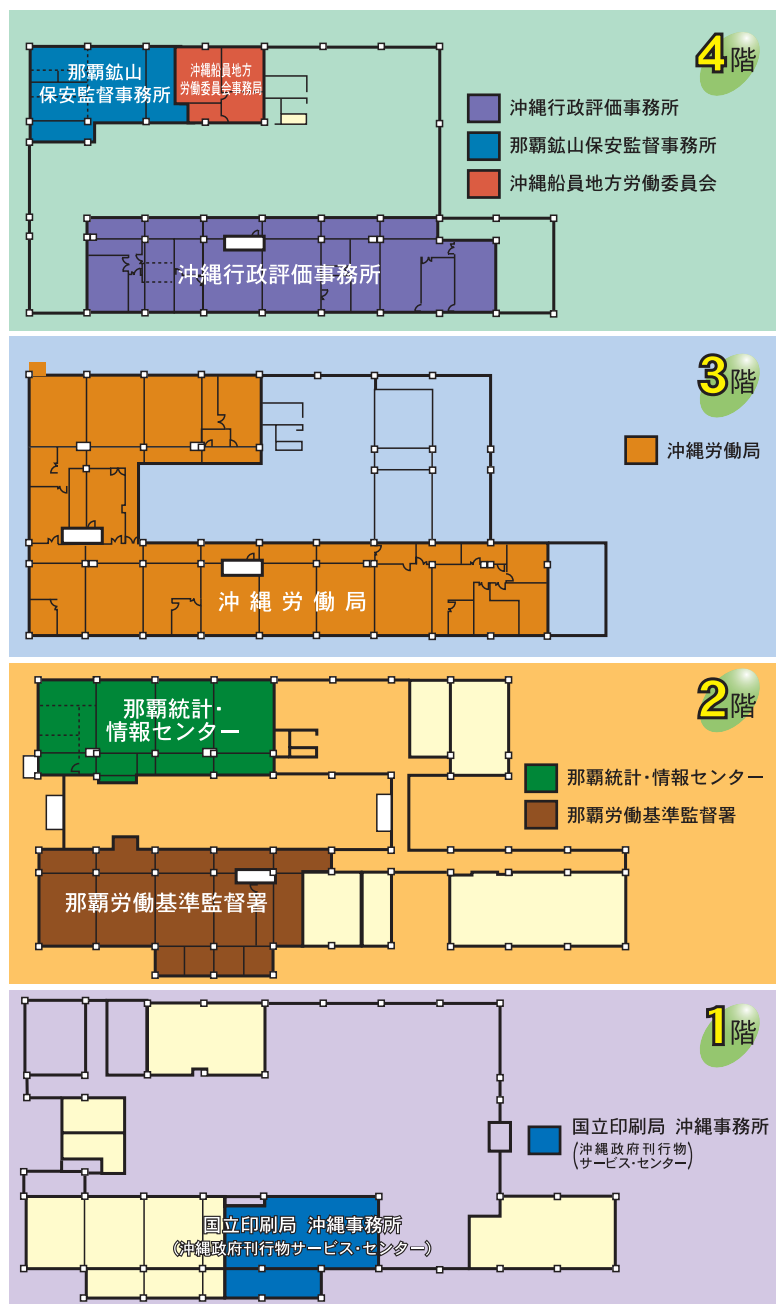 4階
那覇鉱山
保安監督事務所
沖縄船員地方
労働委員会事務局
沖縄行政評価事務所
那覇鉱山保安監督事務所
沖縄船員地方労働委員会
沖縄行政評価事務所
3階
沖縄労働局
沖縄労働局
2階
那覇統計・
情報センター
那覇統計・情報センター
那覇労働基準監督署
那覇労働基準監督署
1階
国立印刷局 沖縄事務所
(沖縄政府刊行物
サービス・センター)
国立印刷局 沖縄事務所
(沖縄政府刊行物サービス・センター)